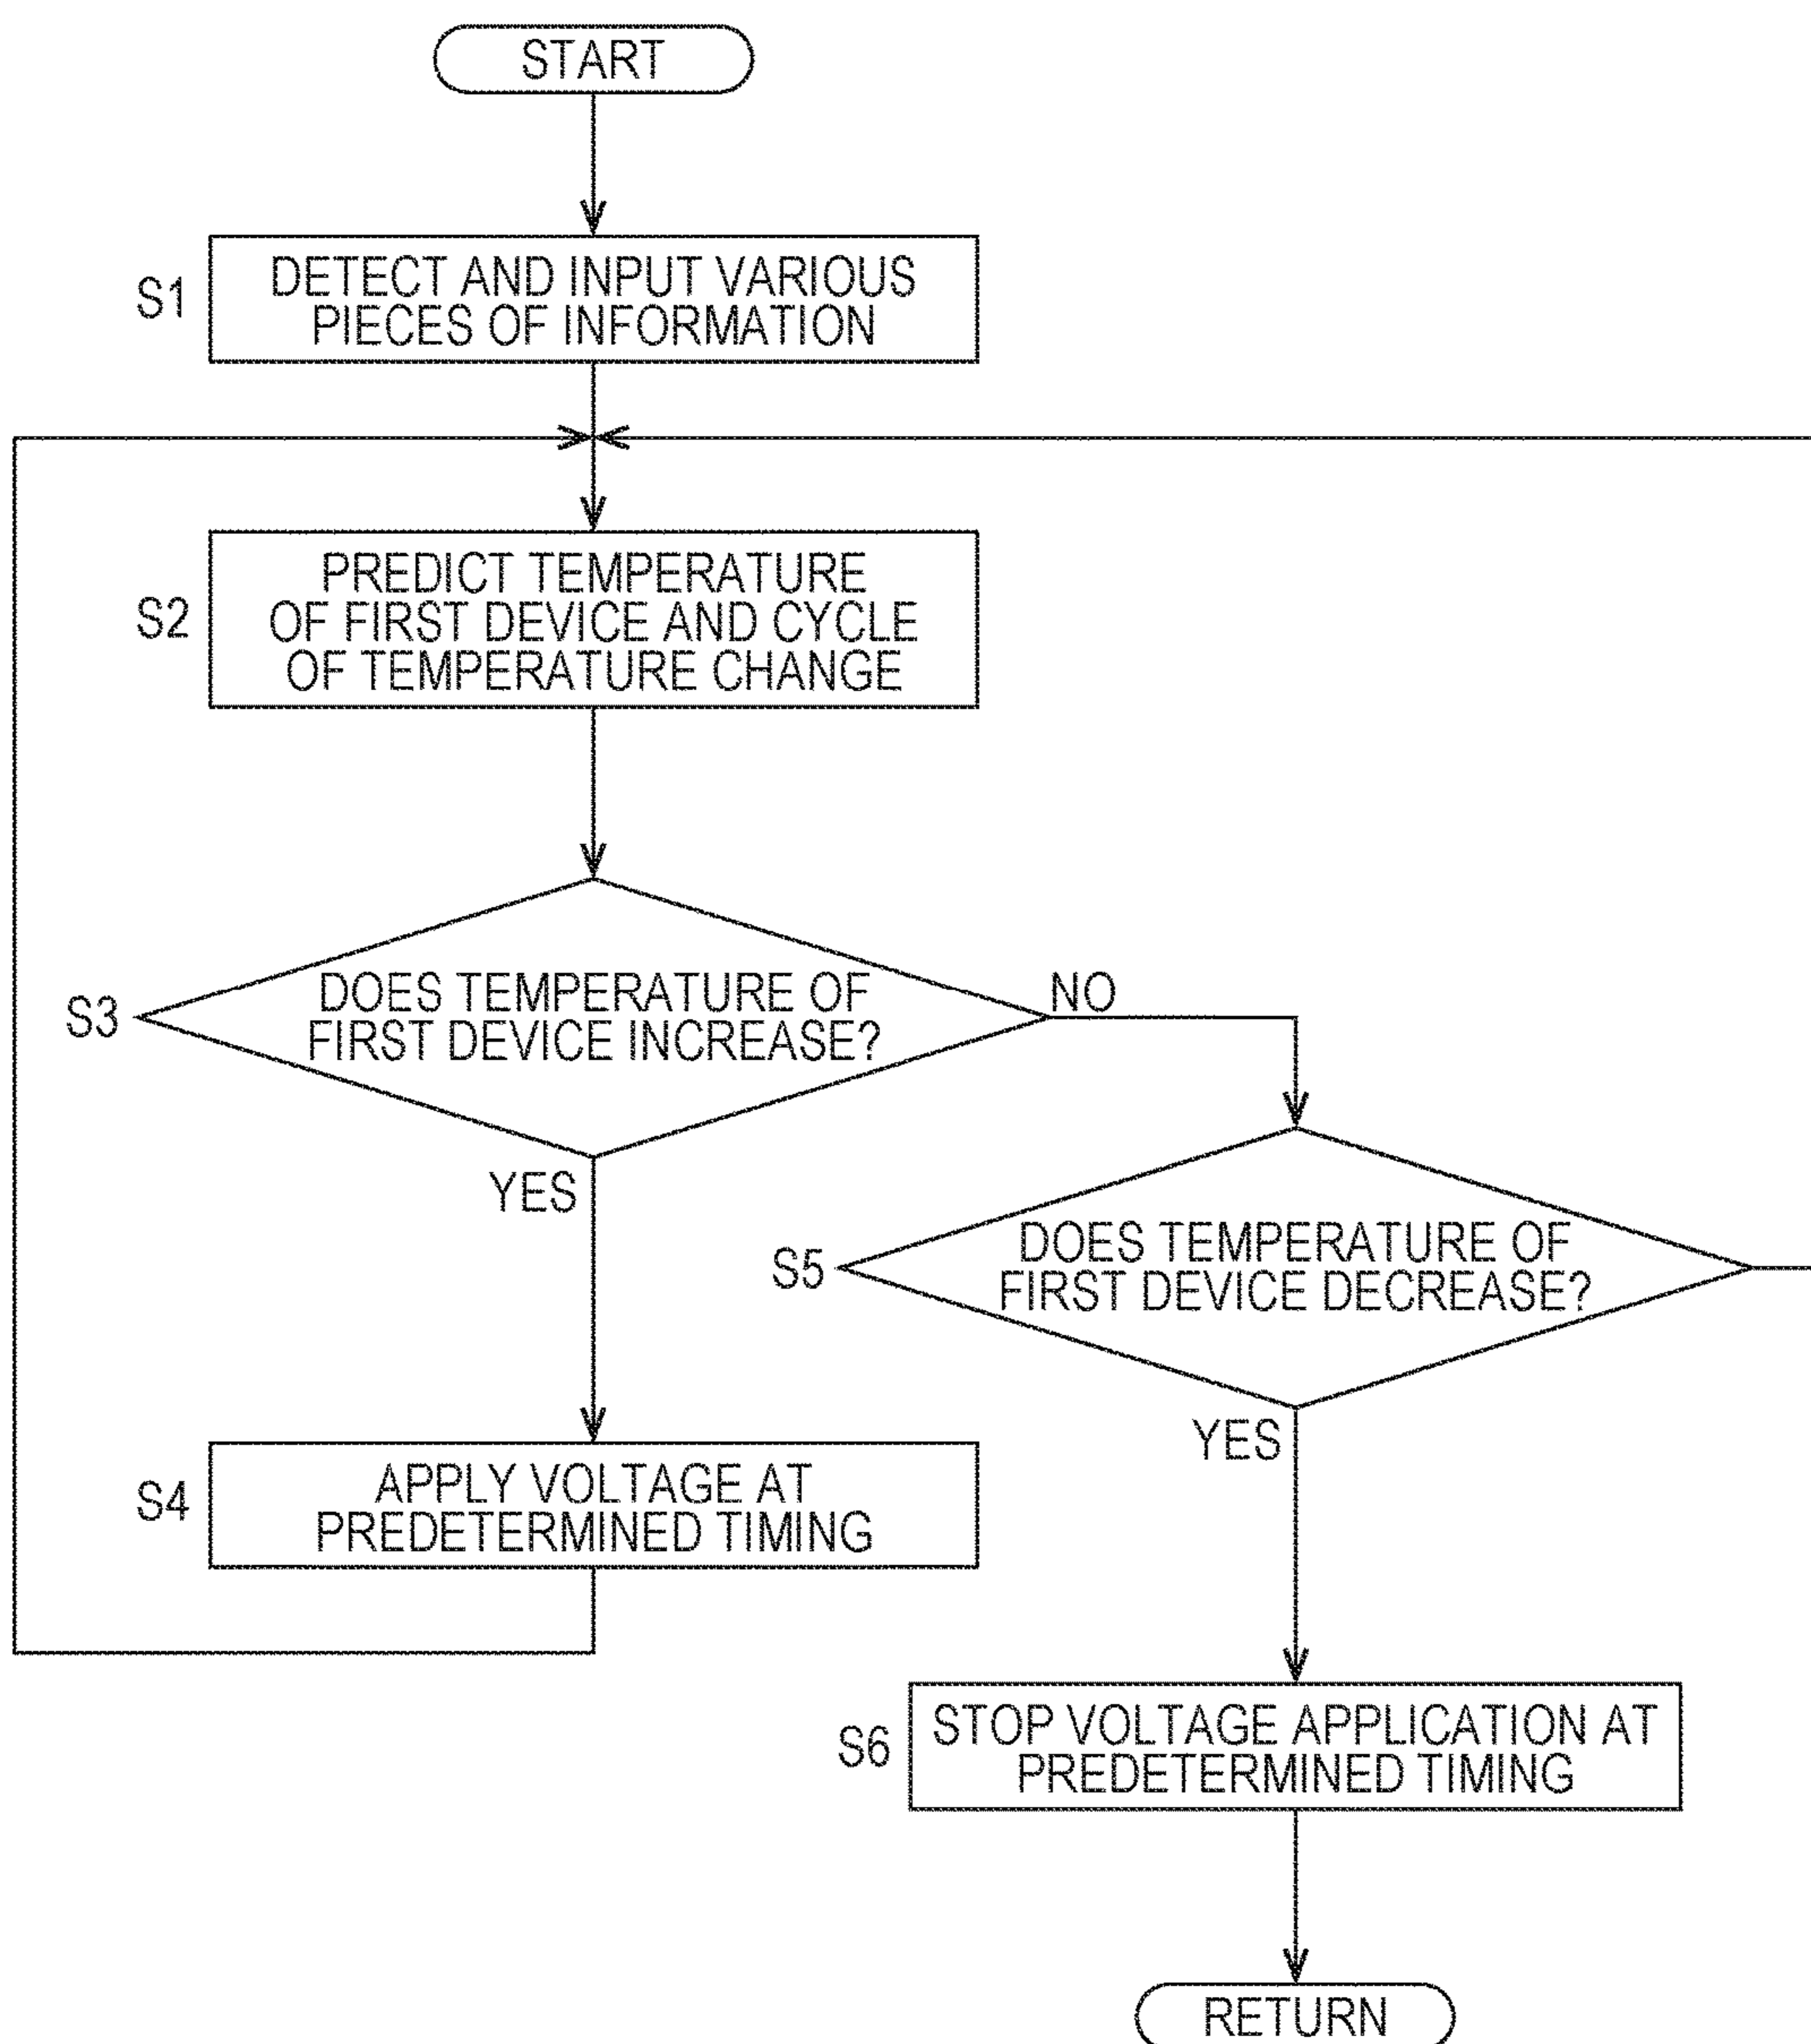 START
S1
DETECT AND INPUT VARIOUS
PIECES OF INFORMATION
S2
PREDICT TEMPERATURE
OF FIRST DEVICE AND CYCLE
OF TEMPERATURE CHANGE
S3
DOES TEMPERATURE OF
FIRST DEVICE INCREASE?
NO
YES
S5
DOES TEMPERATURE OF
FIRST DEVICE DECREASE?
YES
S4
APPLY VOLTAGE AT
PREDETERMINED TIMING
S6
STOP VOLTAGE APPLICATION AT
PREDETERMINED TIMING
RETURN